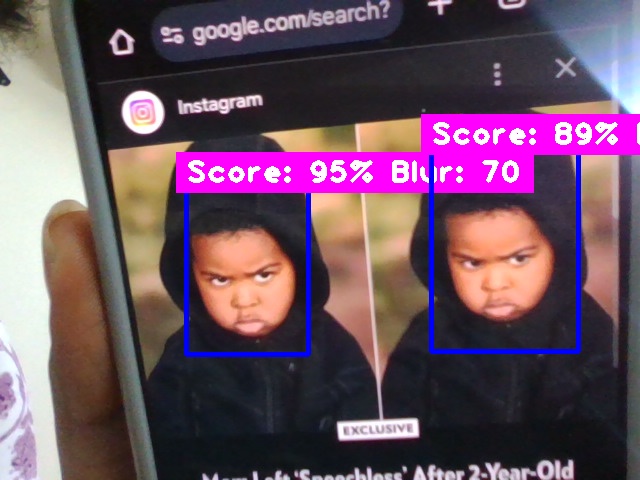 google.com/search?
Instagram
Score: 89%
Score: 95% Blur: 70
EXCLUSIVE
Mom Left 'Speechless' After 2-Year-Old